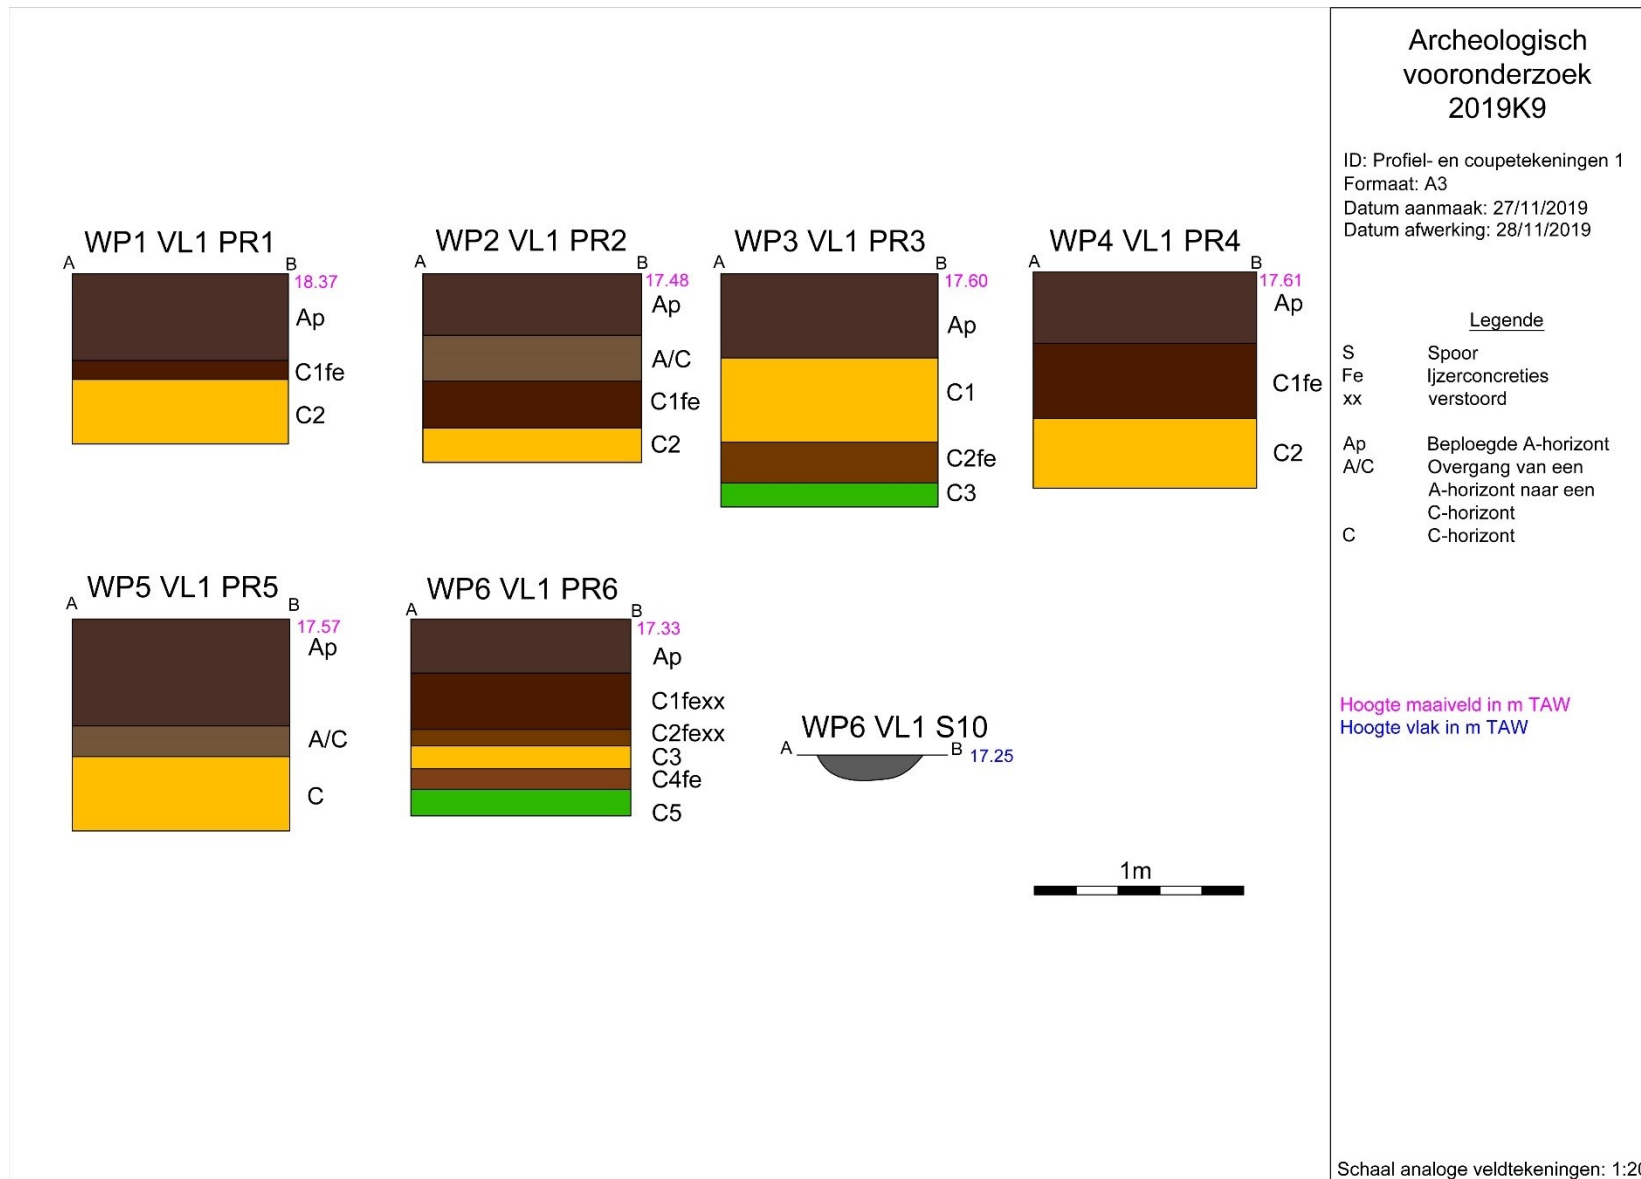 Archeologisch
vooronderzoek
2019K9
ID: Profiel- en coupetekeningen 1
Formaat: A3
Datum aanmaak: 27/11/2019
Datum afwerking: 28/11/2019
WP1 VL1 PR1
A B
18.37
Ap
C1fe
C2
WP2 VL1 PR2
A B
17.48
Ap
A/C
C1fe
C2
WP3 VL1 PR3
A B
17.60
Ap
C1
C2fe
C3
WP4 VL1 PR4
A B
17.61
Ap
C1fe
C2
WP5 VL1 PR5
A B
17.57
Ap
A/C
C
WP6 VL1 PR6
A B
17.33
Ap
C1fexx
C2fexx
C3
C4fe
C5
WP6 VL1 S10
A B 17.25
1m
Legende
S Spoor
Fe Ijzerconcreties
xx verstoord
Ap Beploegde A-horizont
A/C Overgang van een
A-horizont naar een
C-horizont
C C-horizont
Hoogte maaiveld in m TAW
Hoogte vlak in m TAW
Schaal analoge veldtekeningen: 1:20